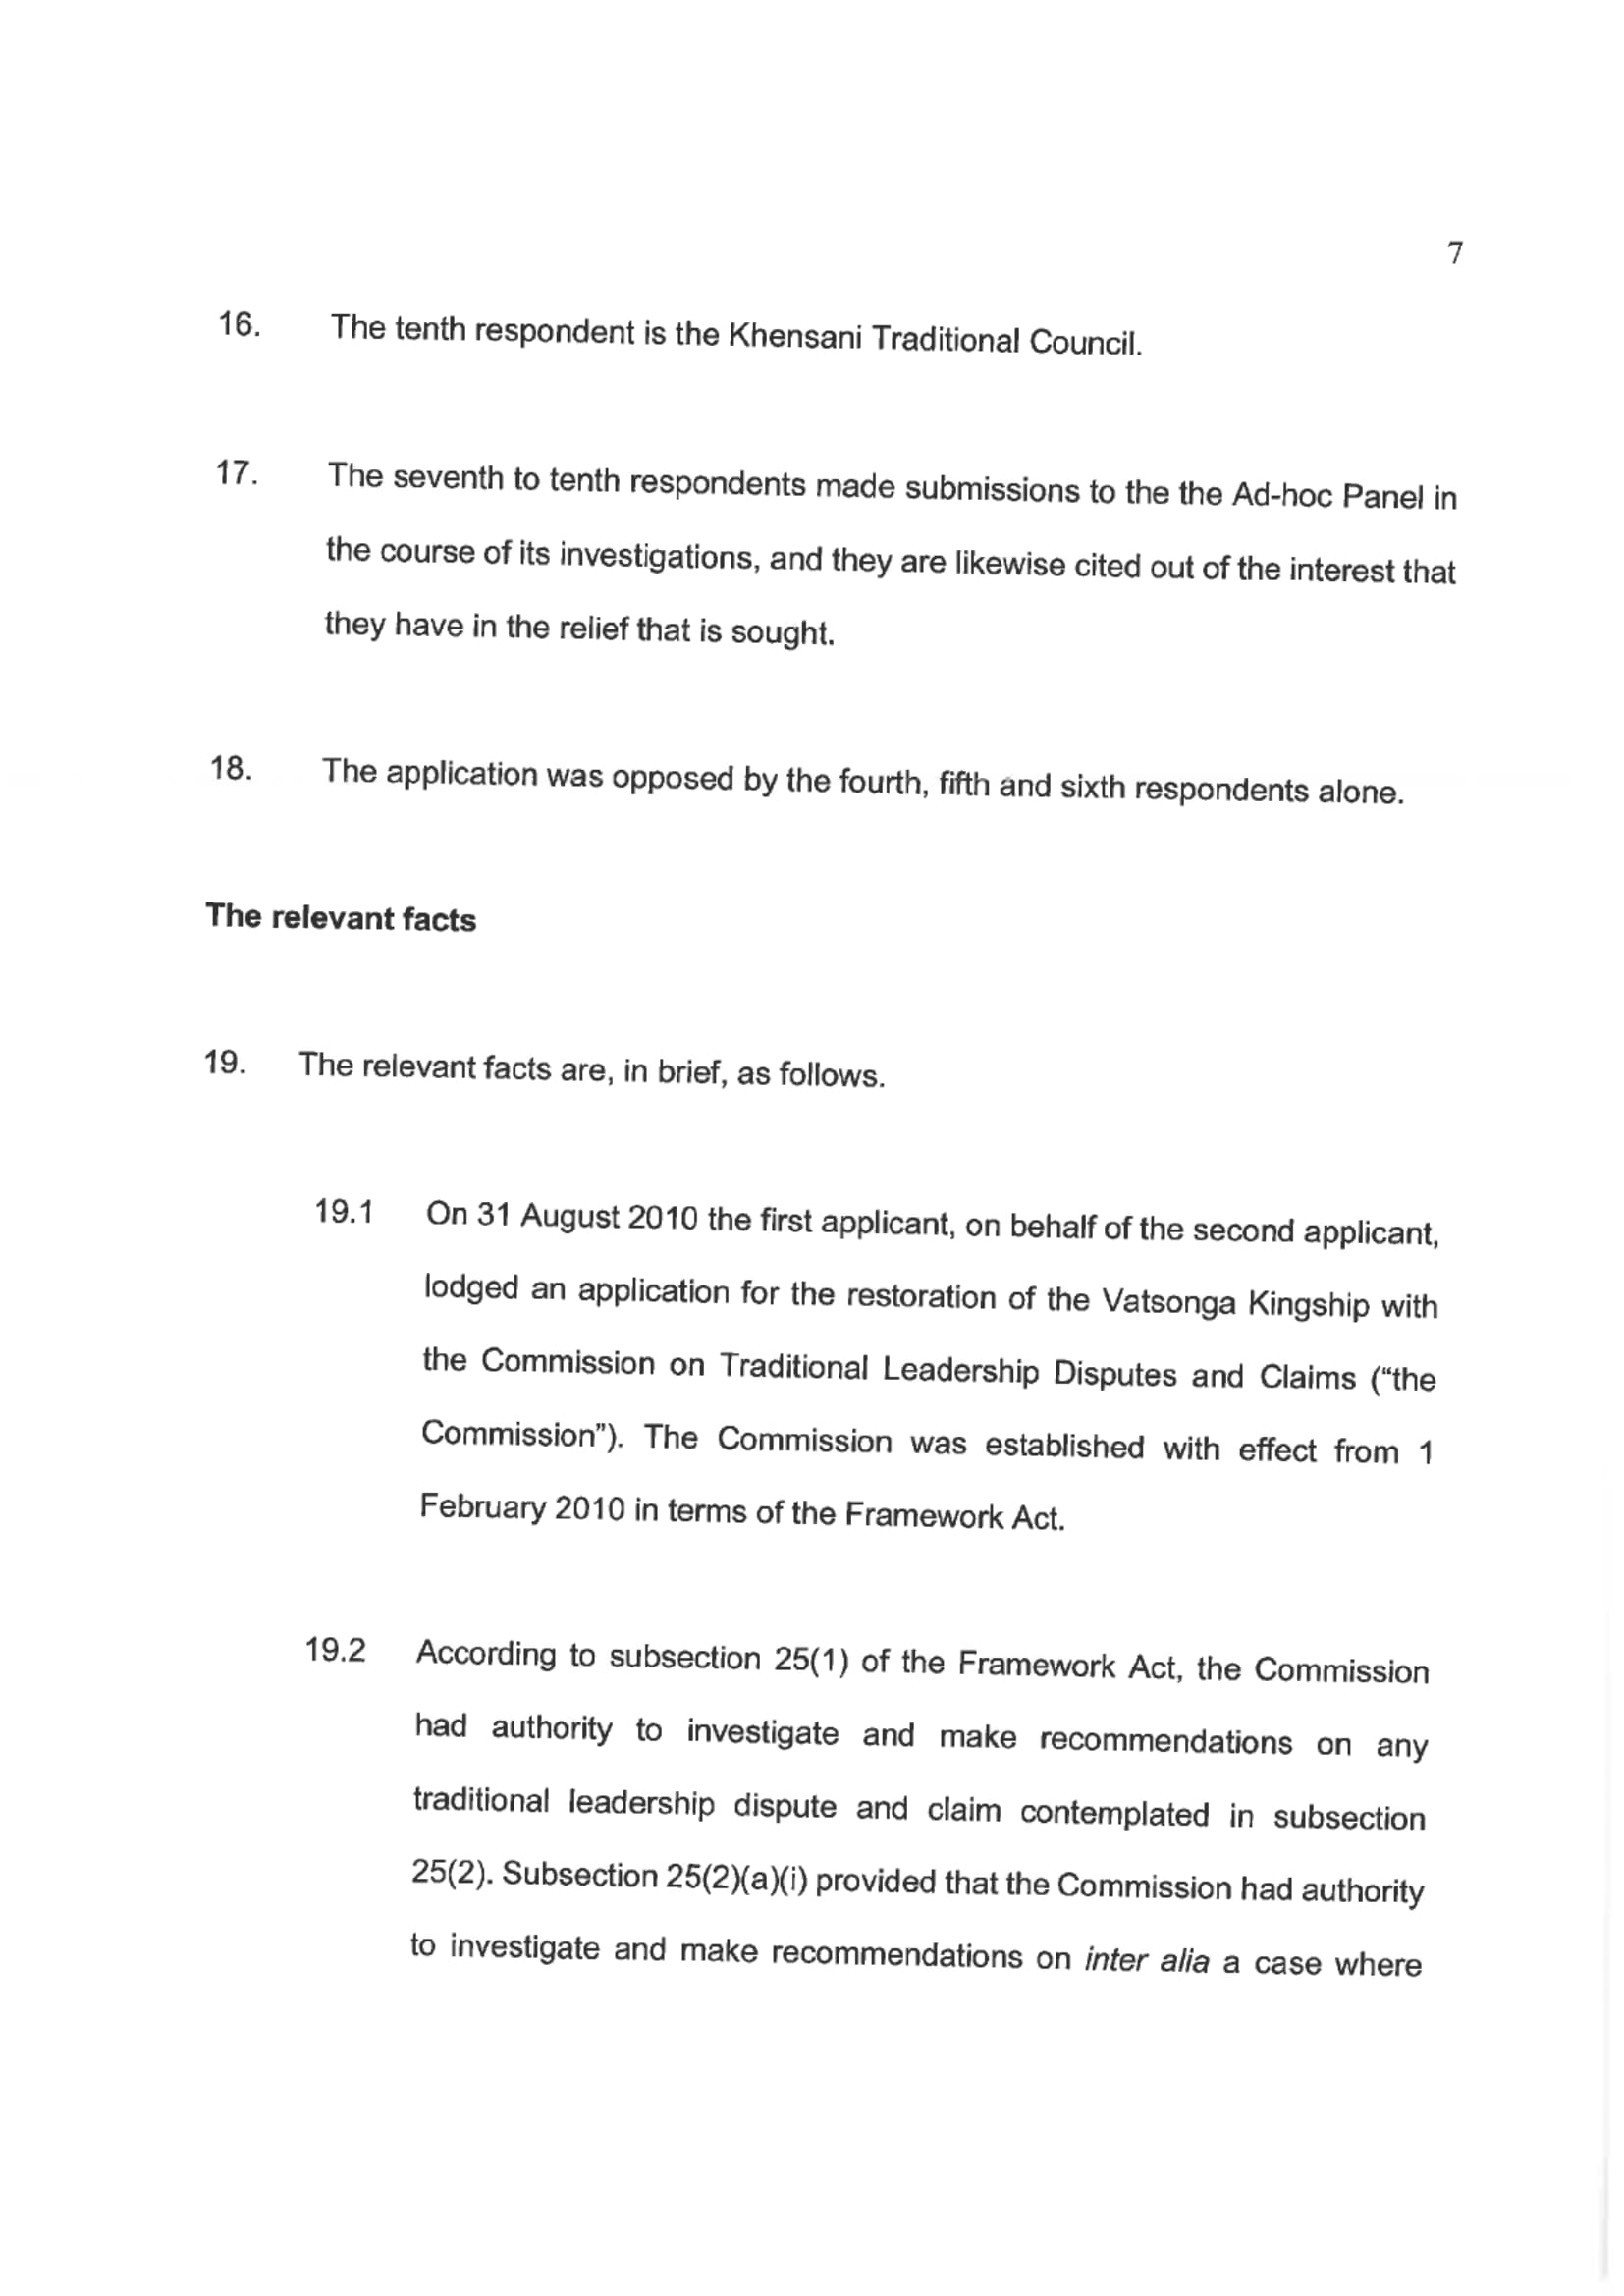 7
16. The tenth respondent is the Khensani Traditional Council.
17. The seventh to tenth respondents made submissions to the the Ad-hoc Panel in
the course of its investigations, and they are likewise cited out of the interest that
they have in the relief that is sought.
18. The application was opposed by the fourth, fifth and sixth respondents alone.
The relevant facts
19. The relevant facts are, in brief, as follows.
19.1 On 31 August 2010 the first applicant, on behalf of the second applicant,
lodged an application for the restoration of the Vatsonga Kingship with
the Commission on Traditional Leadership Disputes and Claims (“the
Commission”). The Commission was established with effect from 1
February 2010 in terms of the Framework Act.
19.2 According to subsection 25(1) of the Framework Act, the Commission
had authority to investigate and make recommendations on any
traditional leadership dispute and claim contemplated in subsection
25(2). Subsection 25(2)(a)(i) provided that the Commission had authority
to investigate and make recommendations on inter alia a case where